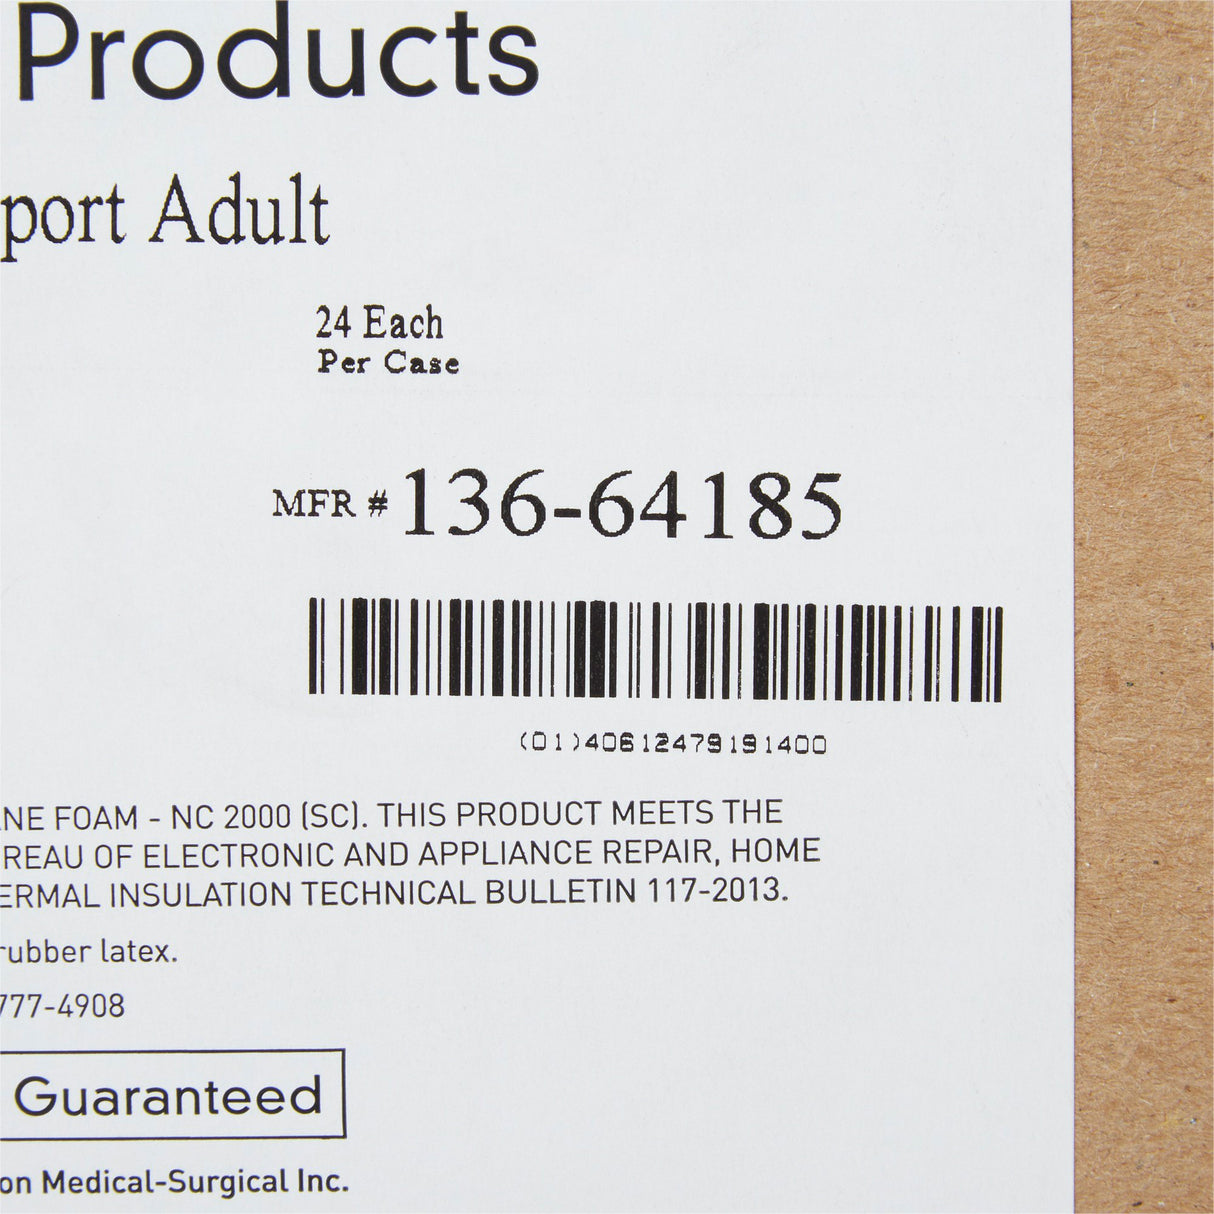 Products
port Adult
24 Each
Per Case
MFR # 136-64185
(01)40612479191400
NE FOAM - NC 2000 (SC). THIS PRODUCT MEETS THE
REAU OF ELECTRONIC AND APPLIANCE REPAIR, HOME
ERMAL INSULATION TECHNICAL BULLETIN 117-2013.
rubber latex.
777-4908
Guaranteed
on Medical-Surgical Inc.